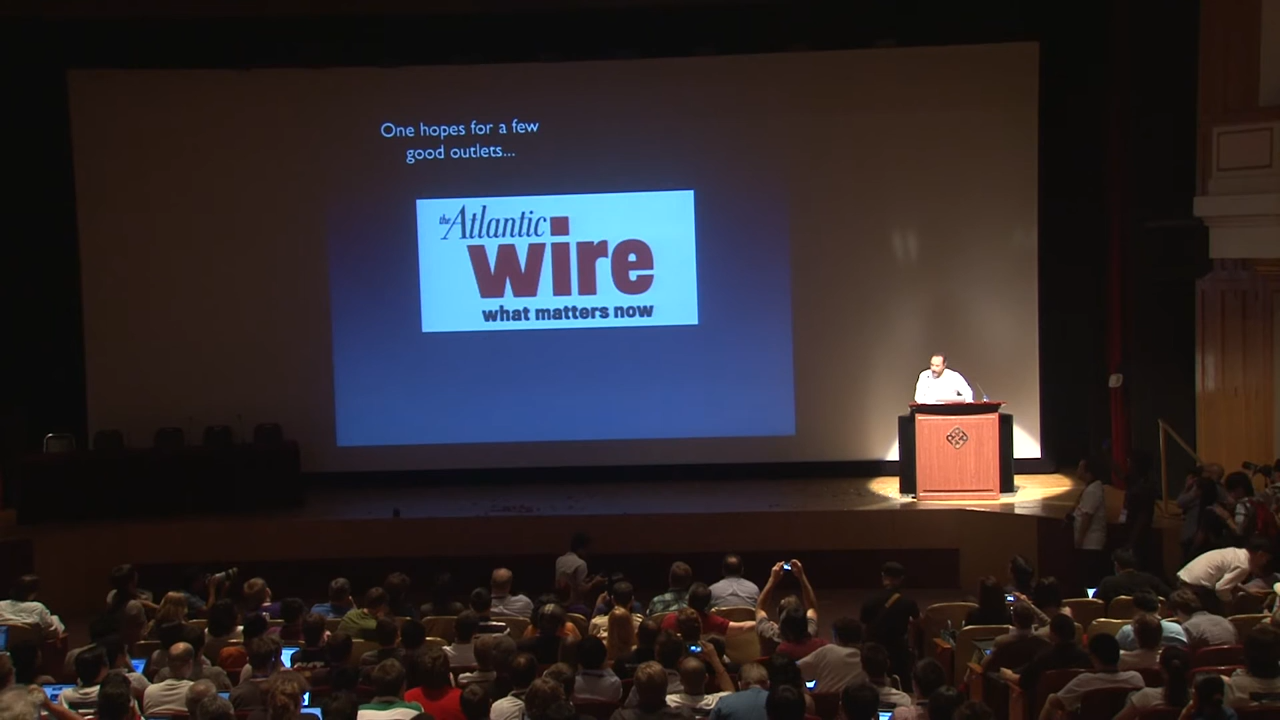 One hopes for a few
good outlets...
the Atlantic
wire
what matters now